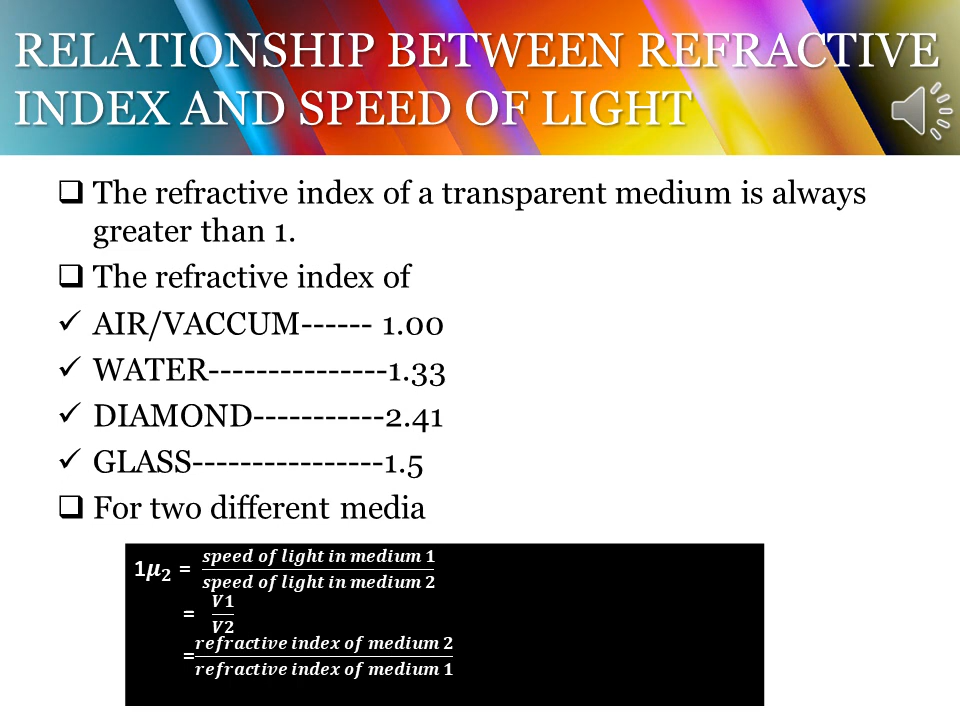 RELATIONSHIP BETWEEN REFRACTIVE
INDEX AND SPEED OF LIGHT
❑ The refractive index of a transparent medium is always
greater than 1.
❑ The refractive index of
✓ AIR/VACCUM------ 1.00
✓ WATER---------------1.33
✓ DIAMOND-----------2.41
✓ GLASS----------------1.5
❑ For two different media
1μ₂ = speed of light in medium 1 / speed of light in medium 2
= V1 / V2
= refractive index of medium 2 / refractive index of medium 1